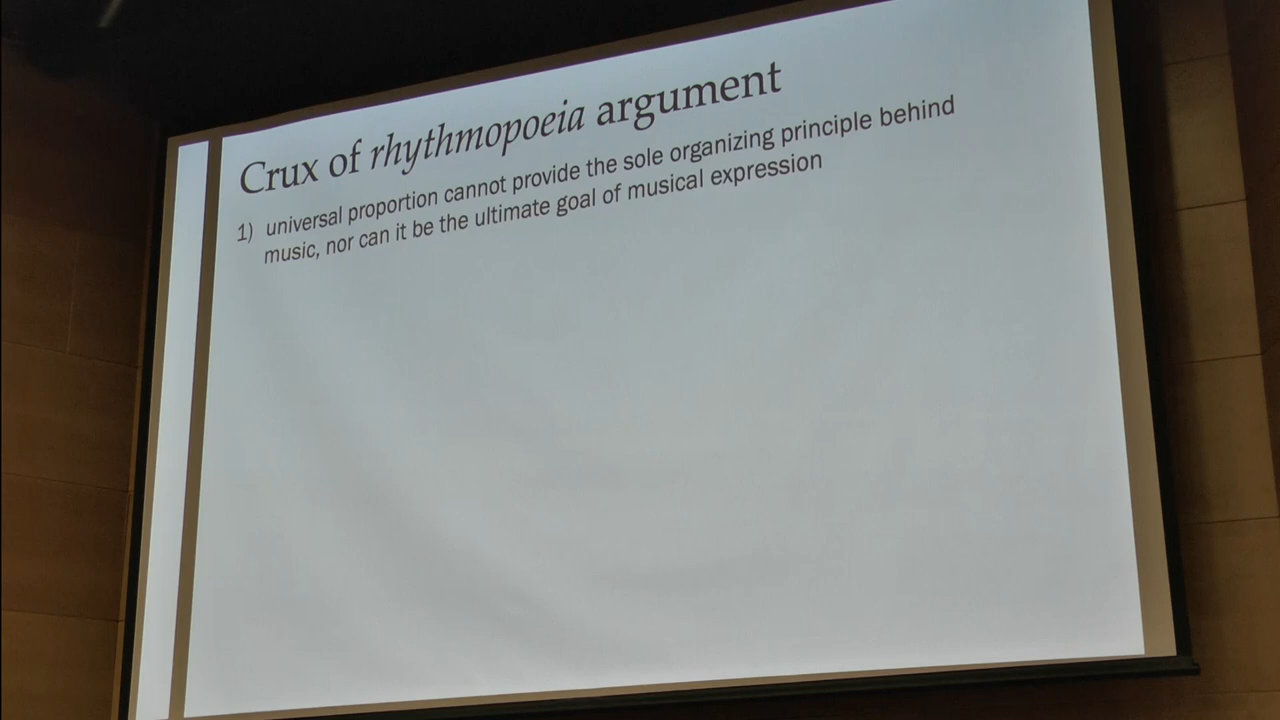 Crux of rhythmopoeia argument
1) universal proportion cannot provide the sole organizing principle behind
music, nor can it be the ultimate goal of musical expression